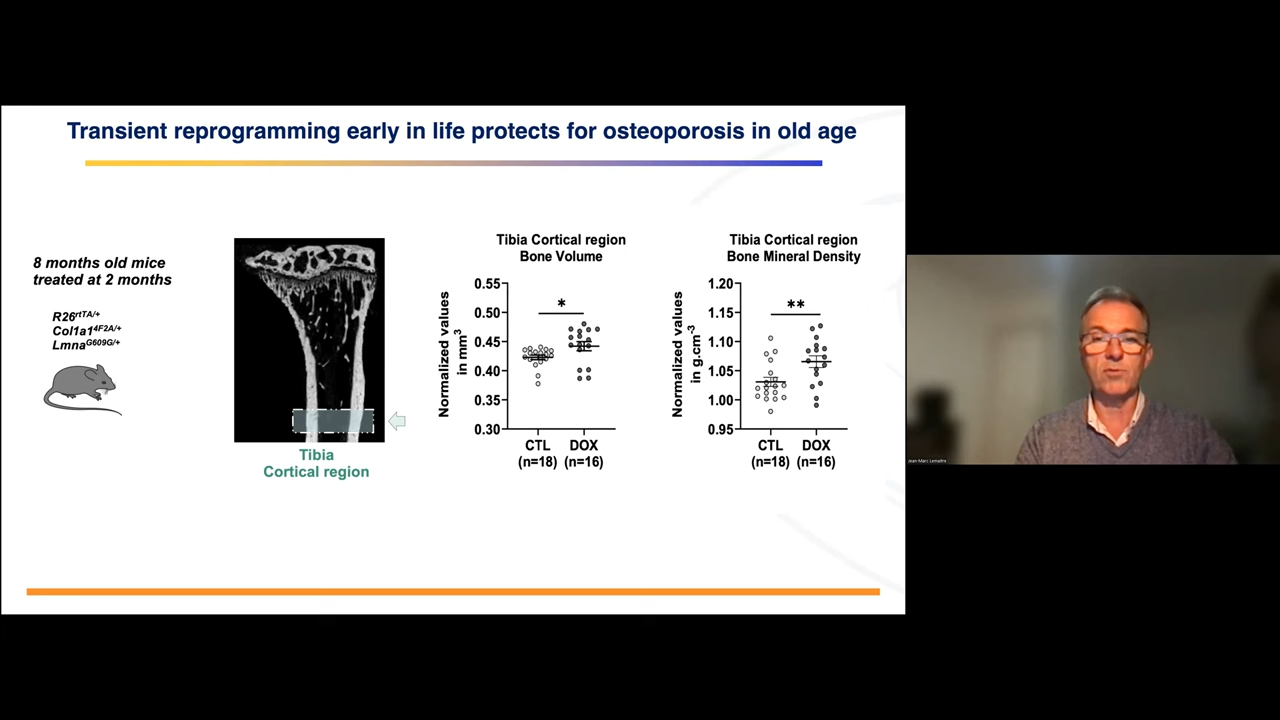 Transient reprogramming early in life protects for osteoporosis in old age
8 months old mice
treated at 2 months
R26rtTA/+
Col1a14F2A/+
LmnaG609G/+
Tibia
Cortical region
Tibia Cortical region
Bone Volume
Normalized values
in mm3
0.55
0.50
0.45
0.40
0.35
0.30
*
CTL
(n=18)
DOX
(n=16)
Tibia Cortical region
Bone Mineral Density
Normalized values
in g.cm-3
1.20
1.15
1.10
1.05
1.00
0.95
**
CTL
(n=18)
DOX
(n=16)
Jean-Marc Lemaitre